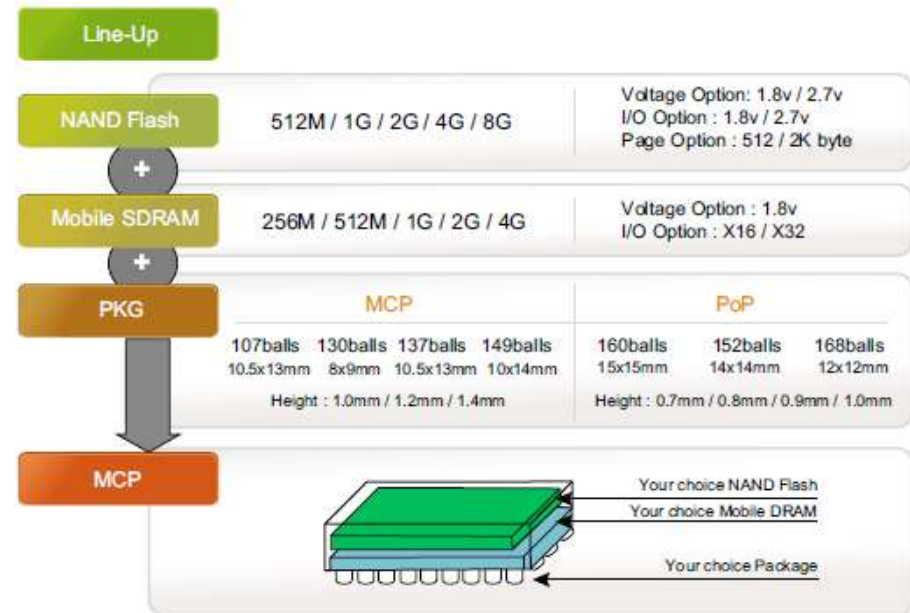 Line-Up
NAND Flash
512M / 1G / 2G / 4G / 8G
Voltage Option: 1.8v / 2.7v
I/O Option : 1.8v / 2.7v
Page Option : 512 / 2K byte
+
Mobile SDRAM
256M / 512M / 1G / 2G / 4G
Voltage Option : 1.8v
I/O Option : X16 / X32
+
PKG
MCP
107balls 130balls 137balls 149balls
10.5x13mm 8x9mm 10.5x13mm 10x14mm
Height : 1.0mm / 1.2mm / 1.4mm
PoP
160balls 152balls 168balls
15x15mm 14x14mm 12x12mm
Height : 0.7mm / 0.8mm / 0.9mm / 1.0mm
MCP
Your choice NAND Flash
Your choice Mobile DRAM
Your choice Package